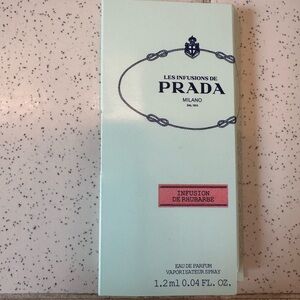 LES INFUSIONS DE
PRADA
MILANO
INFUSION
DE RHUBARBE
EAU DE PARFUM
VAPORISATEUR SPRAY
1.2 ml 0.04 FL. OZ.